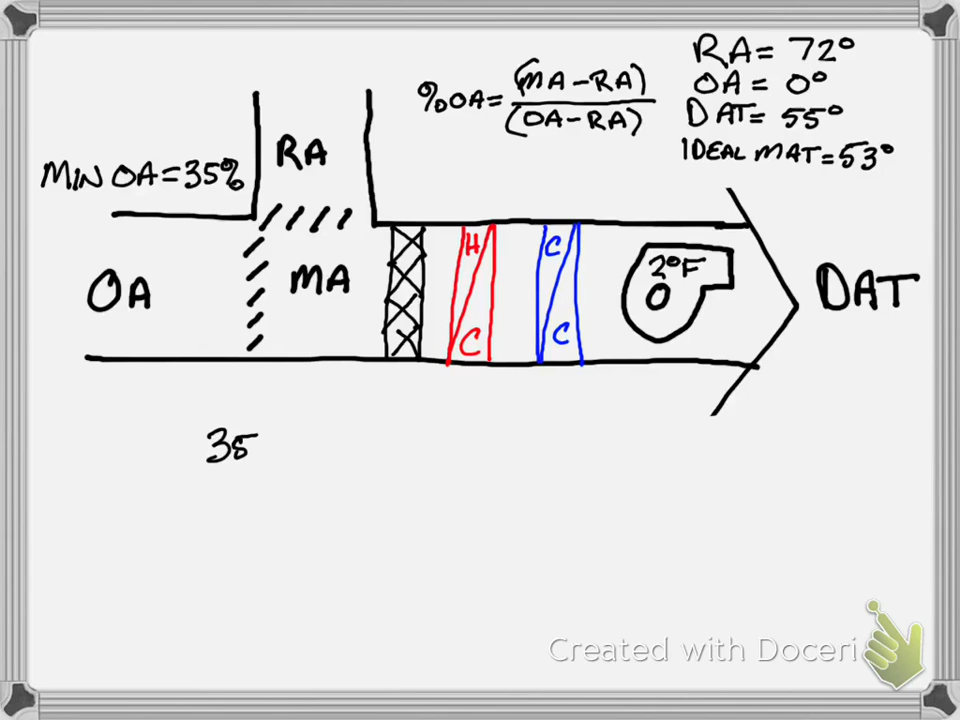 RA = 72°
OA = 0°
DAT = 55°
IDEAL MAT = 53°
%OA = (MA - RA)
(OA - RA)
MIN OA = 35%
RA
OA
MA
H
C
C
C
2°F
DAT
35
Created with Doceri